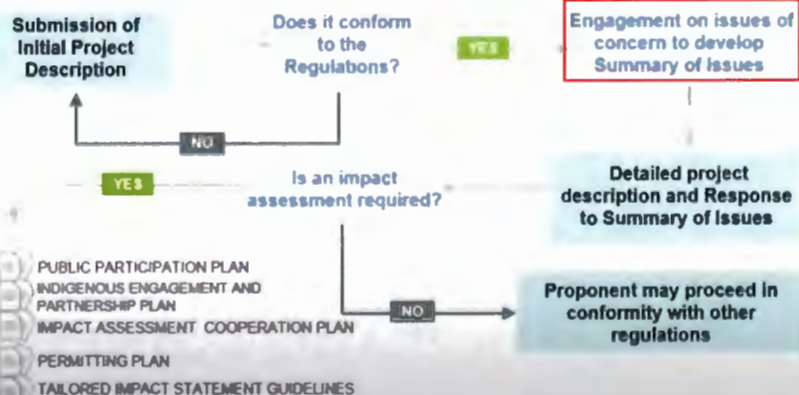 Submission of
Initial Project
Description
Does it conform
to the
Regulations?
YES
Engagement on issues of
concern to develop
Summary of Issues
NO
YES
Is an impact
assessment required?
Detailed project
description and Response
to Summary of Issues
PUBLIC PARTICIPATION PLAN
INDIGENOUS ENGAGEMENT AND
PARTNERSHIP PLAN
IMPACT ASSESSMENT COOPERATION PLAN
PERMITTING PLAN
TAILORED IMPACT STATEMENT GUIDELINES
NO
Proponent may proceed in
conformity with other
regulations